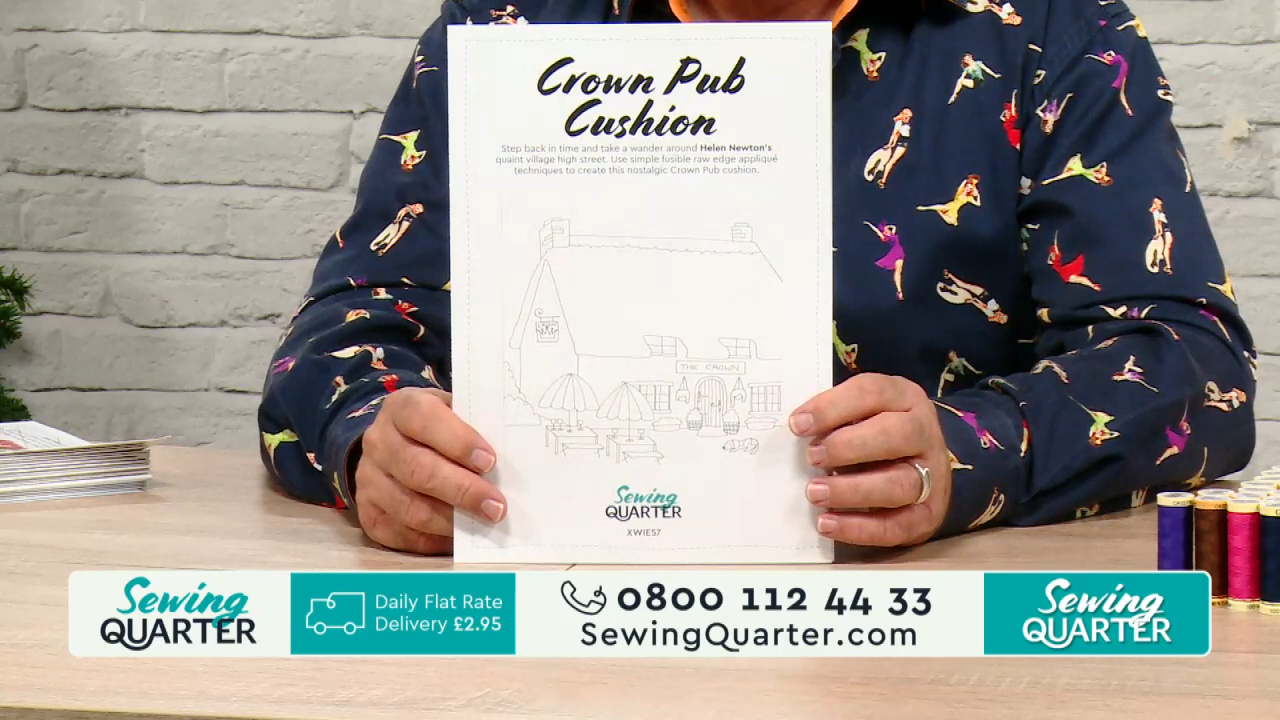 Crown Pub
Cushion
Step back in time and take a wander around Helen Newton's
quaint village high street. Use simple fusible raw edge appliqué
techniques to create this nostalgic Crown Pub cushion.
THE CROWN
Sewing
QUARTER
XWIE57
Sewing
QUARTER
Daily Flat Rate
Delivery £2.95
0800 112 44 33
SewingQuarter.com
Sewing
QUARTER